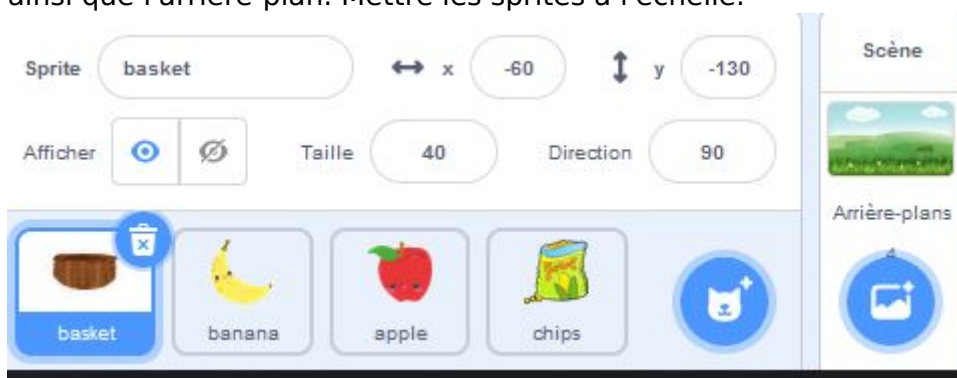 ainsi que l'arrière-plan. Mettre les sprites à l'échelle.
Sprite basket x -60 y -130
Scène
Afficher Taille 40 Direction 90
Arrière-plans
basket banana apple chips